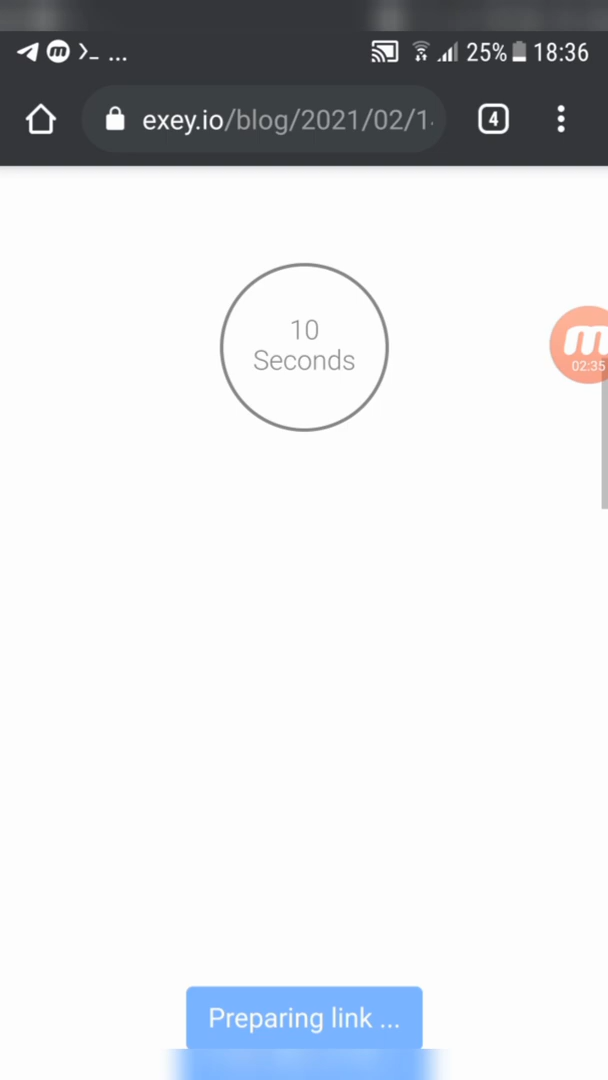 >_ ... 25% 18:36
exey.io/blog/2021/02/1
4
10
Seconds
m
02:35
Preparing link ...